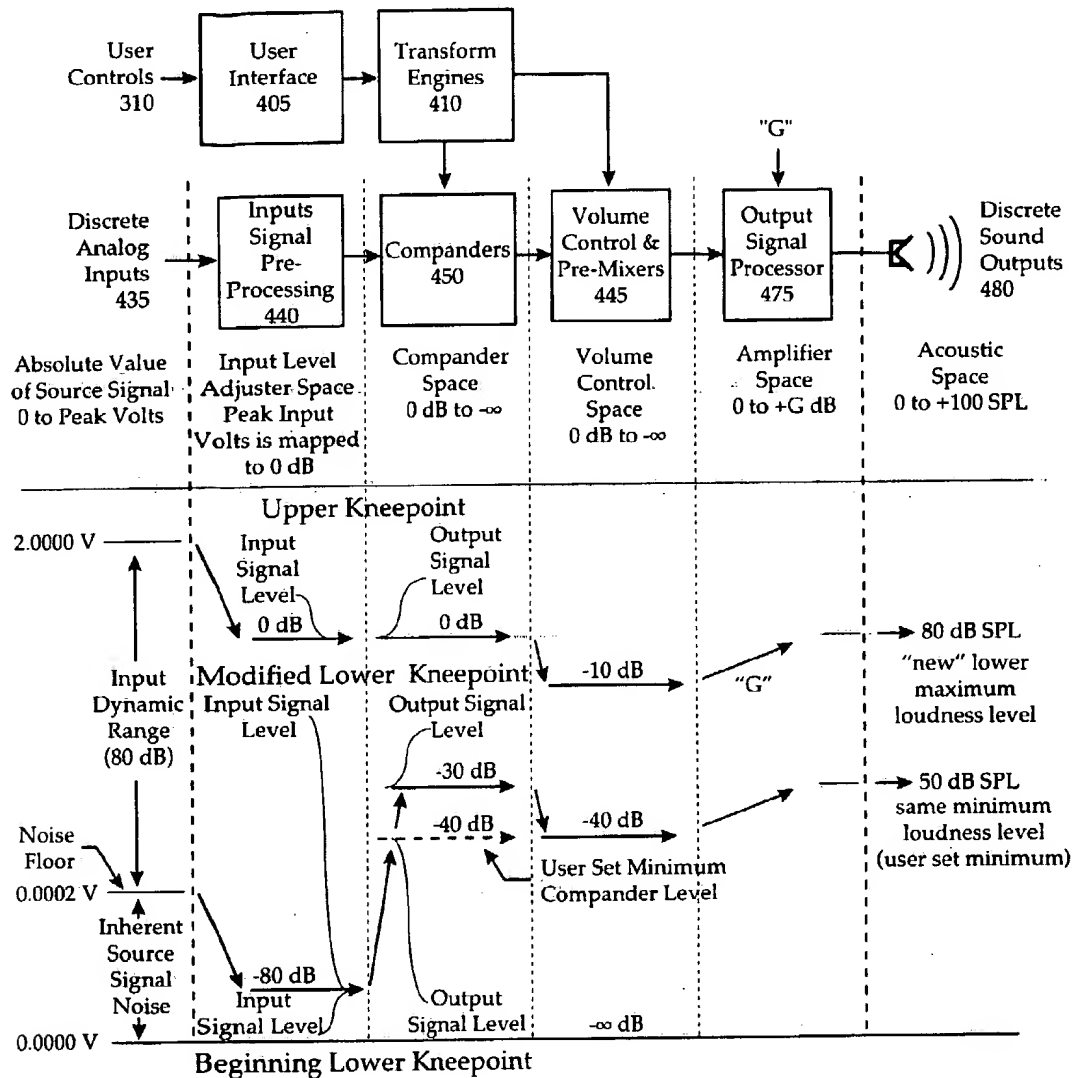 User
Controls
310
User
Interface
405
Transform
Engines
410
"G"
Discrete
Analog
Inputs
435
Inputs
Signal
Pre-
Processing
440
Companders
450
Volume
Control &
Pre-Mixers
445
Output
Signal
Processor
475
Discrete
Sound
Outputs
480
Absolute Value
of Source Signal
0 to Peak Volts
Input Level
Adjuster Space
Peak Input
Volts is mapped
to 0 dB
Compander
Space
0 dB to -∞
Volume
Control
Space
0 dB to -∞
Amplifier
Space
0 to +G dB
Acoustic
Space
0 to +100 SPL
Upper Kneepoint
2.0000 V
Input
Signal
Level
0 dB
Output
Signal
Level
0 dB
-10 dB
"G"
80 dB SPL
"new" lower
maximum
loudness level
Modified Lower Kneepoint
Input Signal
Level
Output Signal
Level
Input
Dynamic
Range
(80 dB)
-30 dB
-40 dB
-40 dB
User Set Minimum
Compander Level
50 dB SPL
same minimum
loudness level
(user set minimum)
Noise
Floor
0.0002 V
Inherent
Source
Signal
Noise
-80 dB
Input
Signal Level
Output
Signal Level
-∞ dB
0.0000 V
Beginning Lower Kneepoint